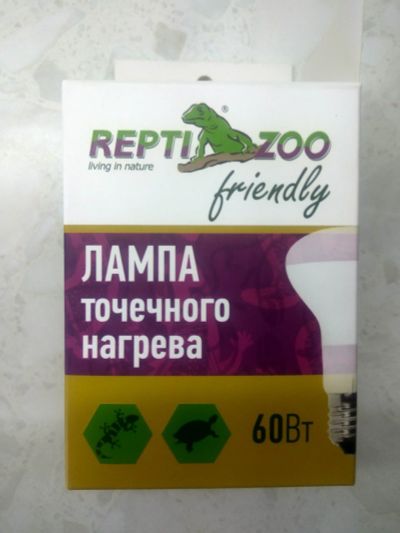 REPTI ZOO ®
living in nature
friendly
ЛАМПА
точечного
нагрева
60Вт